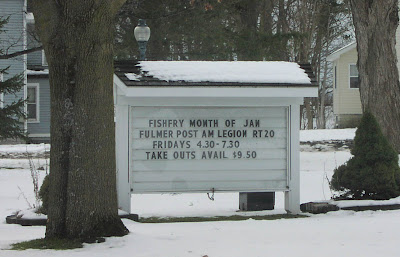 FISHFRY MONTH OF JAN
FULMER POST AM LEGION RT20
FRIDAYS 4.30-7.30
TAKE OUTS AVAIL $9.50